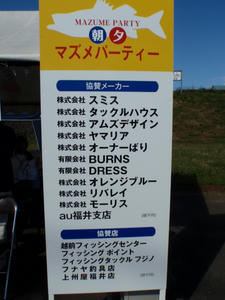 MAZUME PARTY
朝夕
マズメパーティー
協賛メーカー
株式会社 スミス
株式会社 タックルハウス
株式会社 アムズデザイン
株式会社 ヤマリア
株式会社 オーナーばり
有限会社 BURNS
有限会社 DRESS
株式会社 オレンジブルー
株式会社 リバレイ
株式会社 モーリス
au福井支店
協賛店
越前フィッシングセンター
フィッシング ポイント
フィッシングタックル フジノ
フナヤ釣具店
上州屋福井店